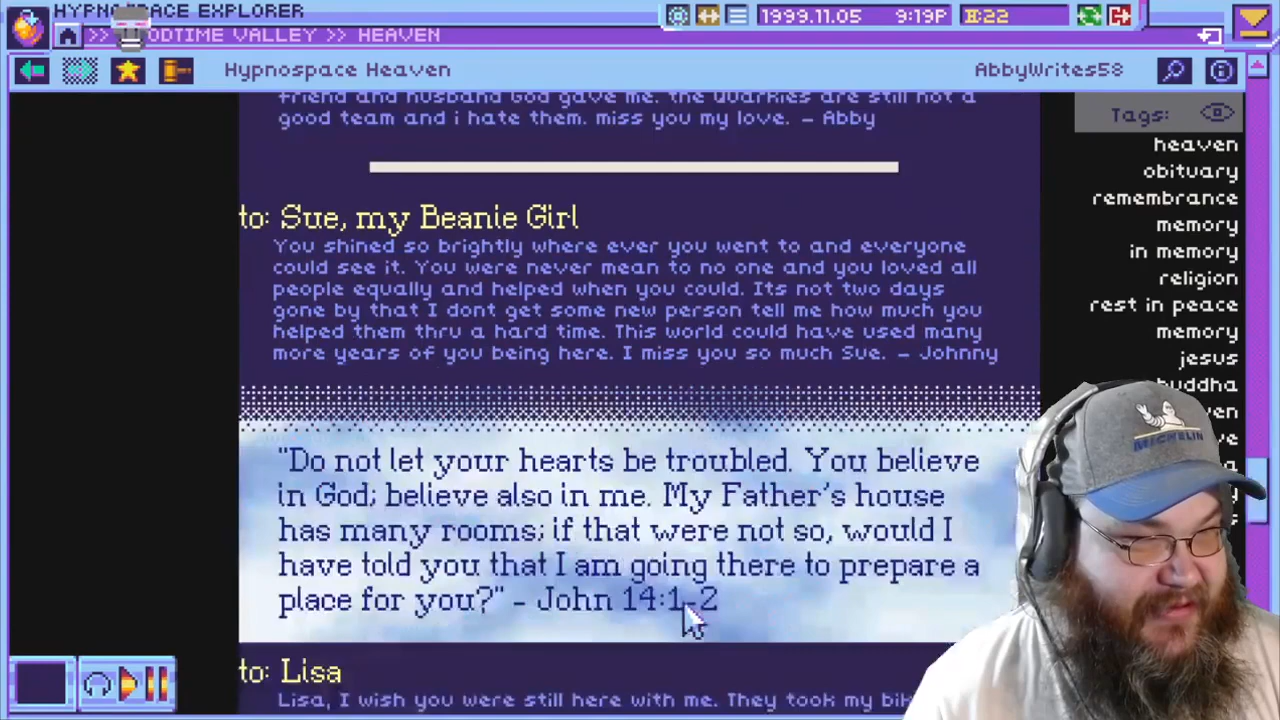 HYPNOSPACE EXPLORER
1999.11.05 9:19P 22
>> ODTIME VALLEY >> HEAVEN
Hypnospace Heaven
AbbyWrites58
friend and husband God gave me. the Quarkies are still not a
good team and i hate them. miss you my love. - Abby
to: Sue, my Beanie Girl
You shined so brightly where ever you went to and everyone
could see it. You were never mean to no one and you loved all
people equally and helped when you could. Its not two days
gone by that I dont get some new person tell me how much you
helped them thru a hard time. This world could have used many
more years of you being here. I miss you so much Sue. - Johnny
"Do not let your hearts be troubled. You believe
in God; believe also in me. My Father's house
has many rooms; if that were not so, would I
have told you that I am going there to prepare a
place for you?" - John 14:1-2
to: Lisa
Lisa, I wish you were still here with me. They took my bik
Tags:
heaven
obituary
remembrance
memory
in memory
religion
rest in peace
memory
jesus
buddha
MICHELIN